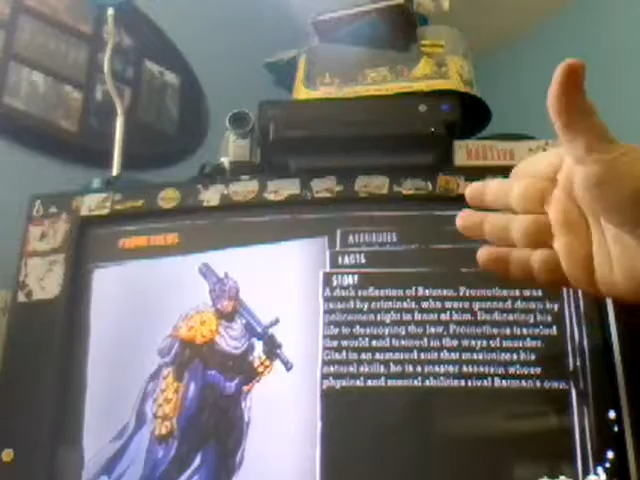 PROMETHEUS
ATTRIBUTES
FACTS
STORY
A dark reflection of Batman, Prometheus was
raised by criminals, who were gunned down by
policemen right in front of him. Dedicating his
life to destroying the law, Prometheus traveled
the world and trained in the ways of murder.
Clad in an armored suit that maximizes his
natural skills, he is a master assassin whose
physical and mental abilities rival Batman's own.